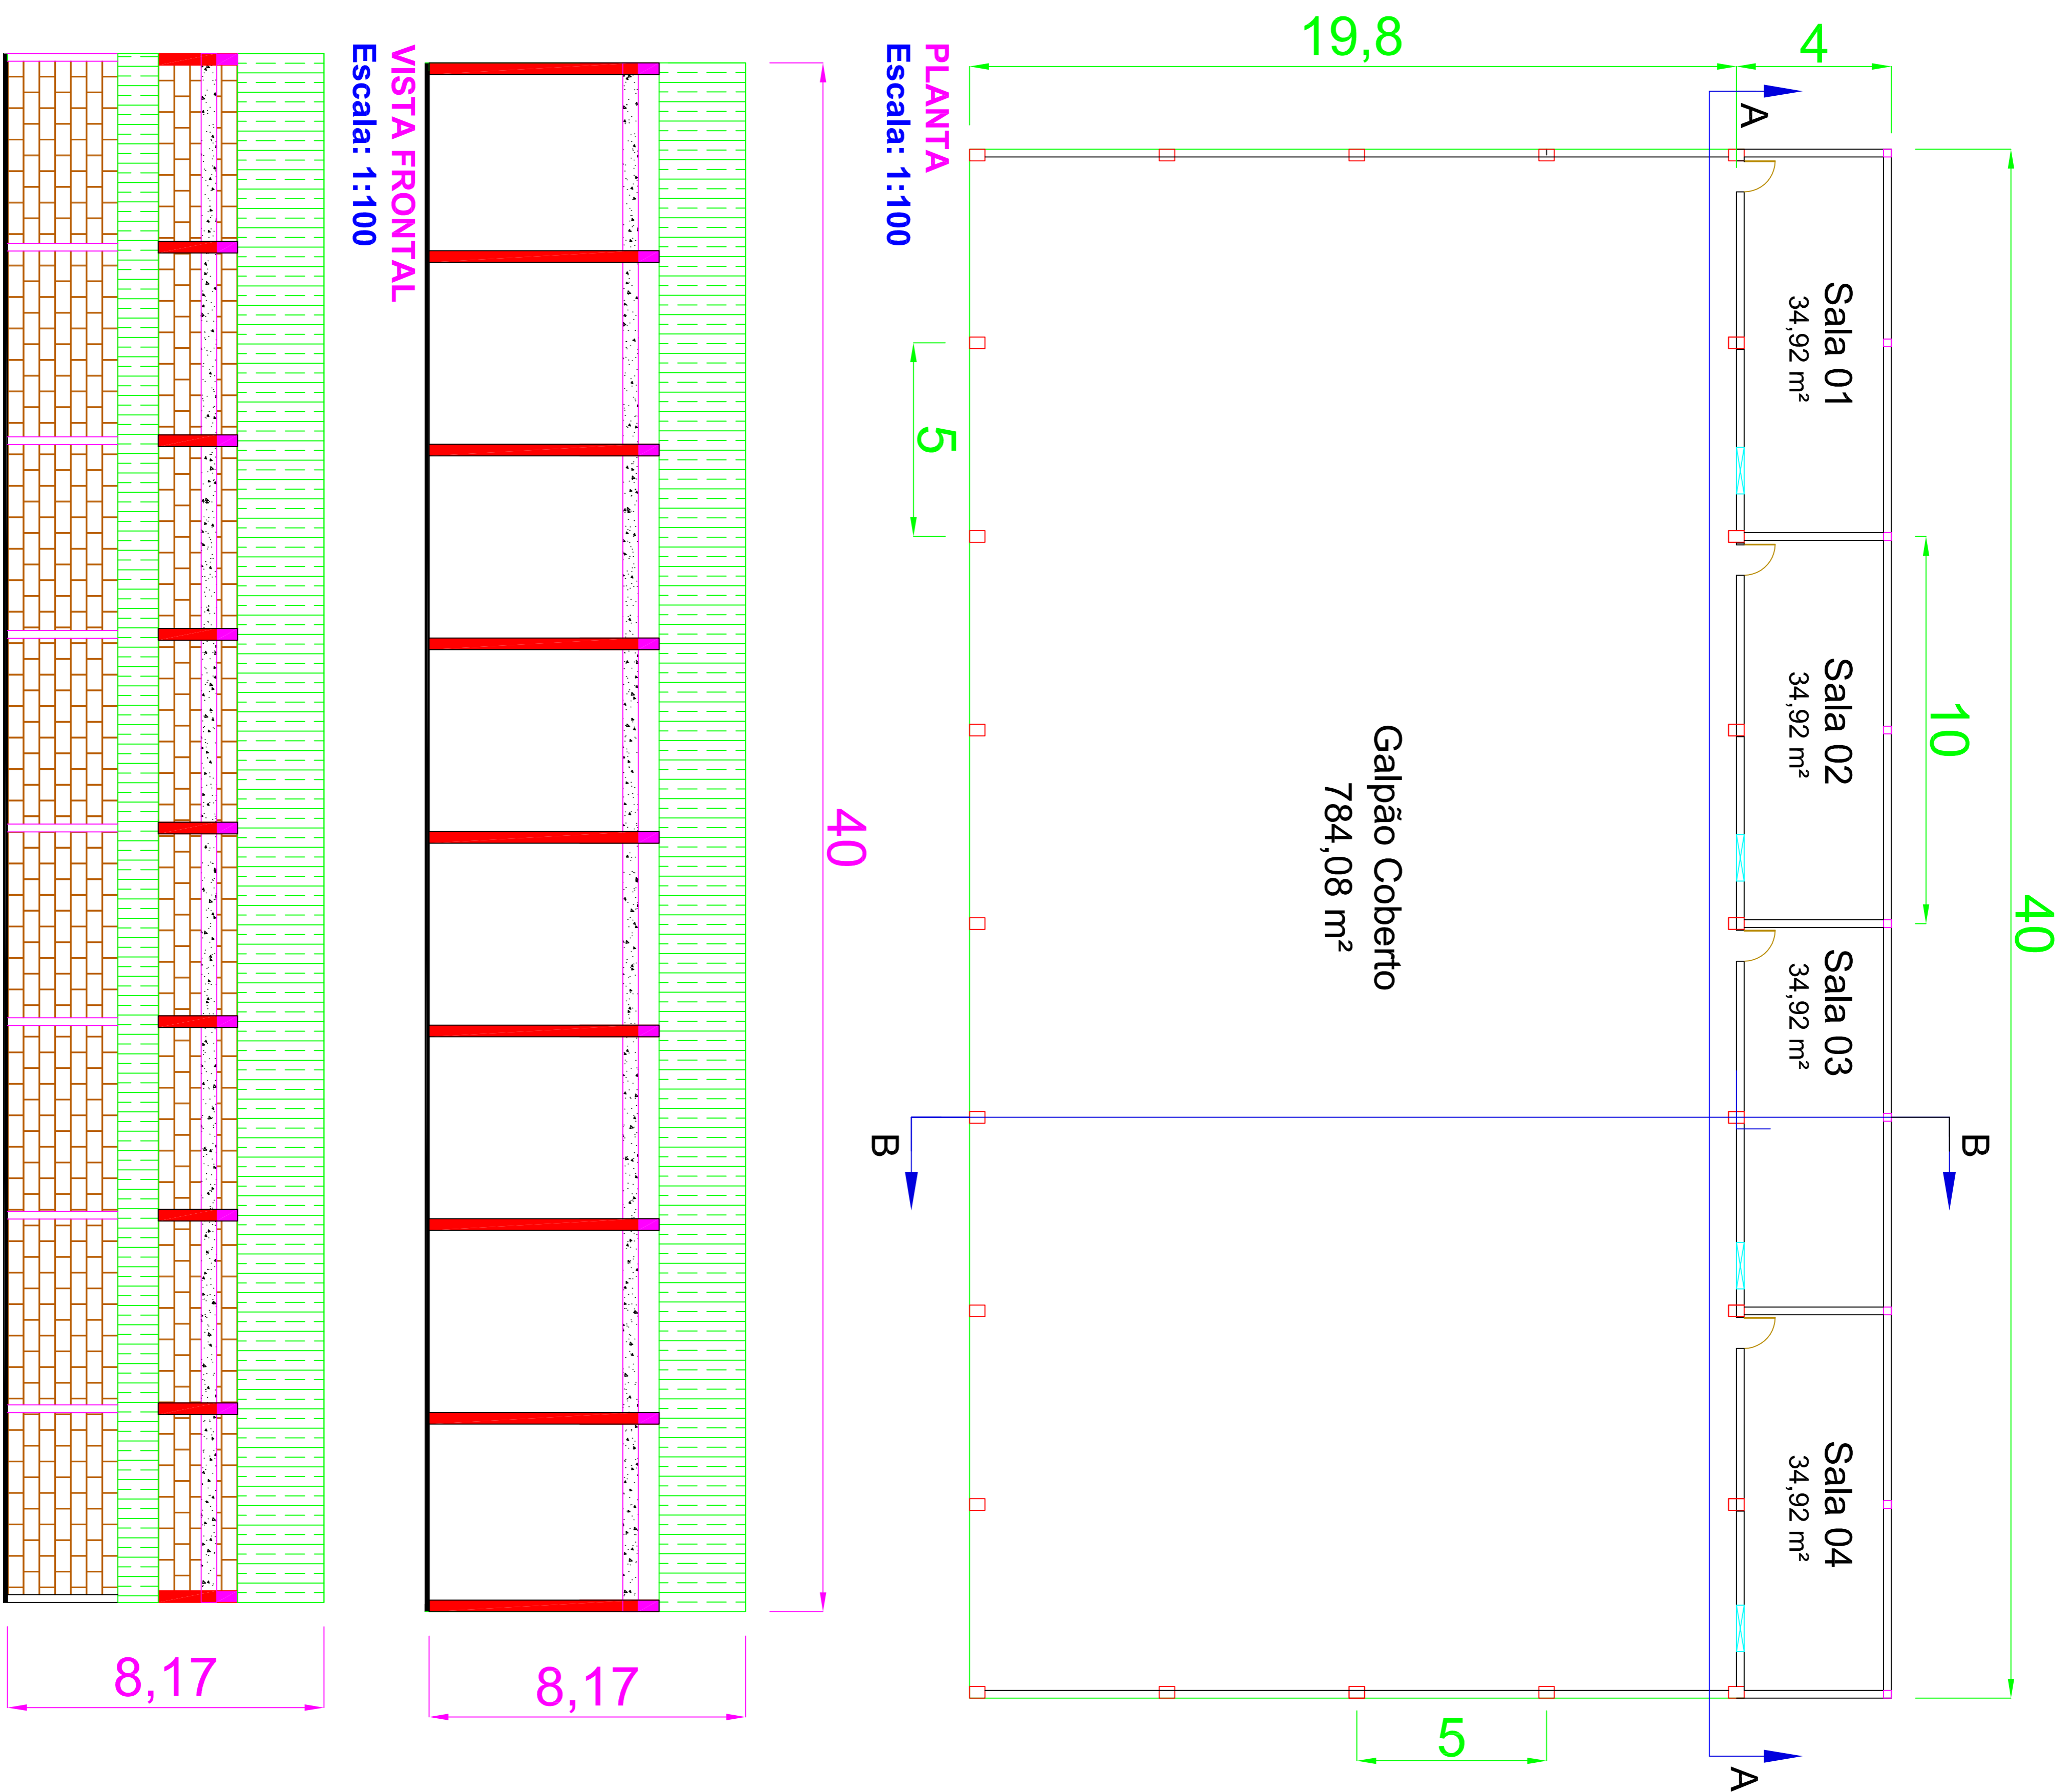 40
10
Sala 01
34,92 m²
Sala 02
34,92 m²
Sala 03
34,92 m²
Sala 04
34,92 m²
4
19,8
A
A
B
B
Galpão Coberto
784,08 m²
5
5
PLANTA
Escala: 1:100
40
8,17
VISTA FRONTAL
Escala: 1:100
8,17